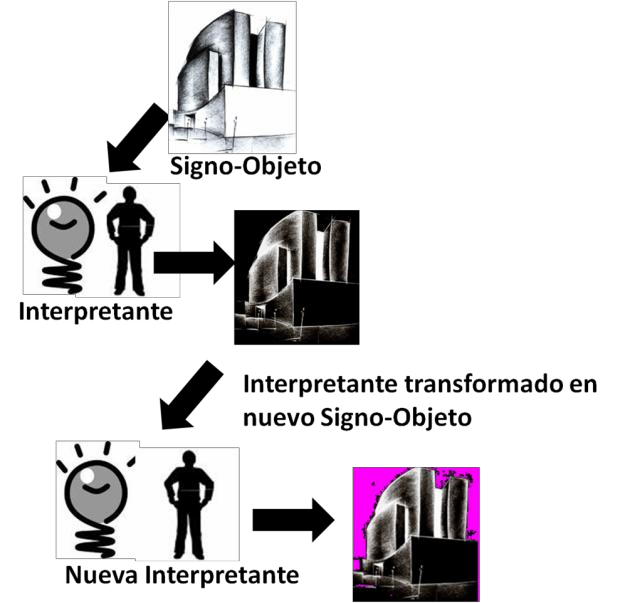 Signo-Objeto
Interpretante
Interpretante transformado en
nuevo Signo-Objeto
Nueva Interpretante